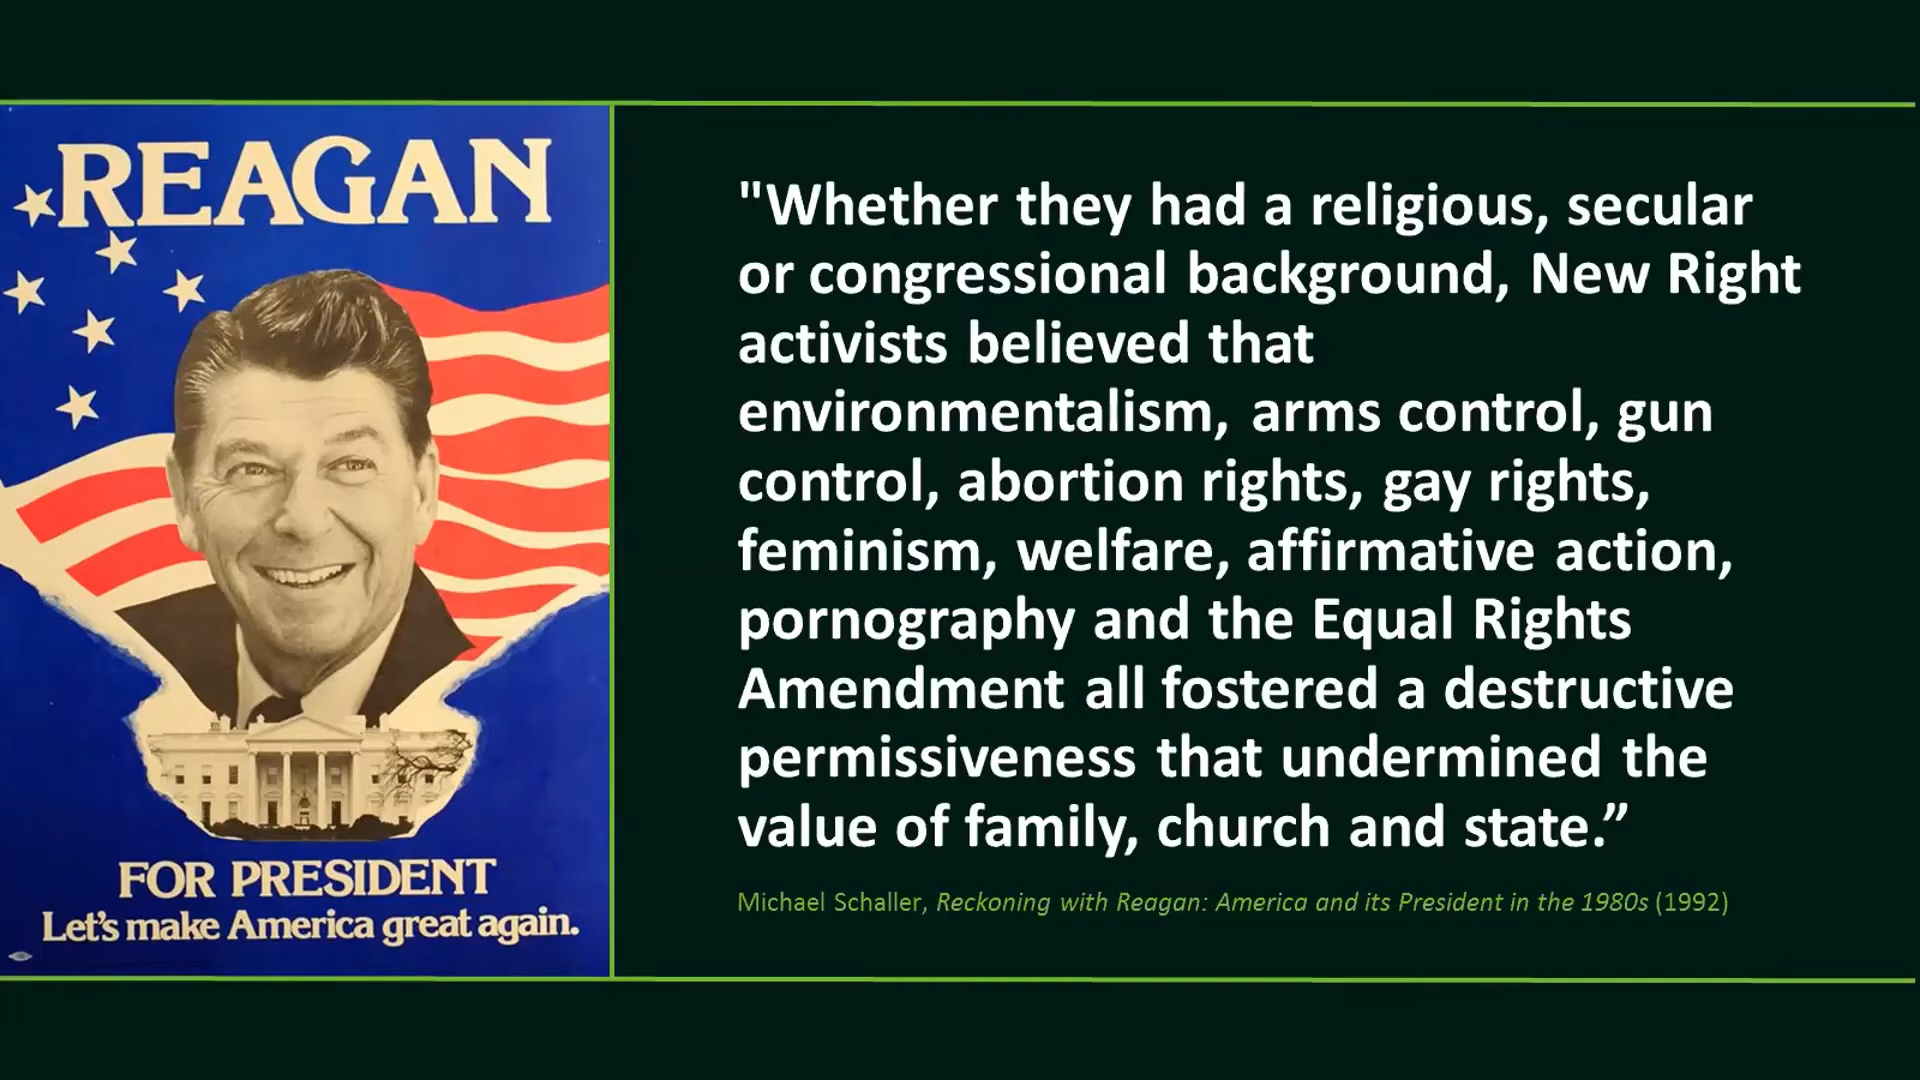 REAGAN
FOR PRESIDENT
Let's make America great again.
"Whether they had a religious, secular
or congressional background, New Right
activists believed that
environmentalism, arms control, gun
control, abortion rights, gay rights,
feminism, welfare, affirmative action,
pornography and the Equal Rights
Amendment all fostered a destructive
permissiveness that undermined the
value of family, church and state.”
Michael Schaller, Reckoning with Reagan: America and its President in the 1980s (1992)